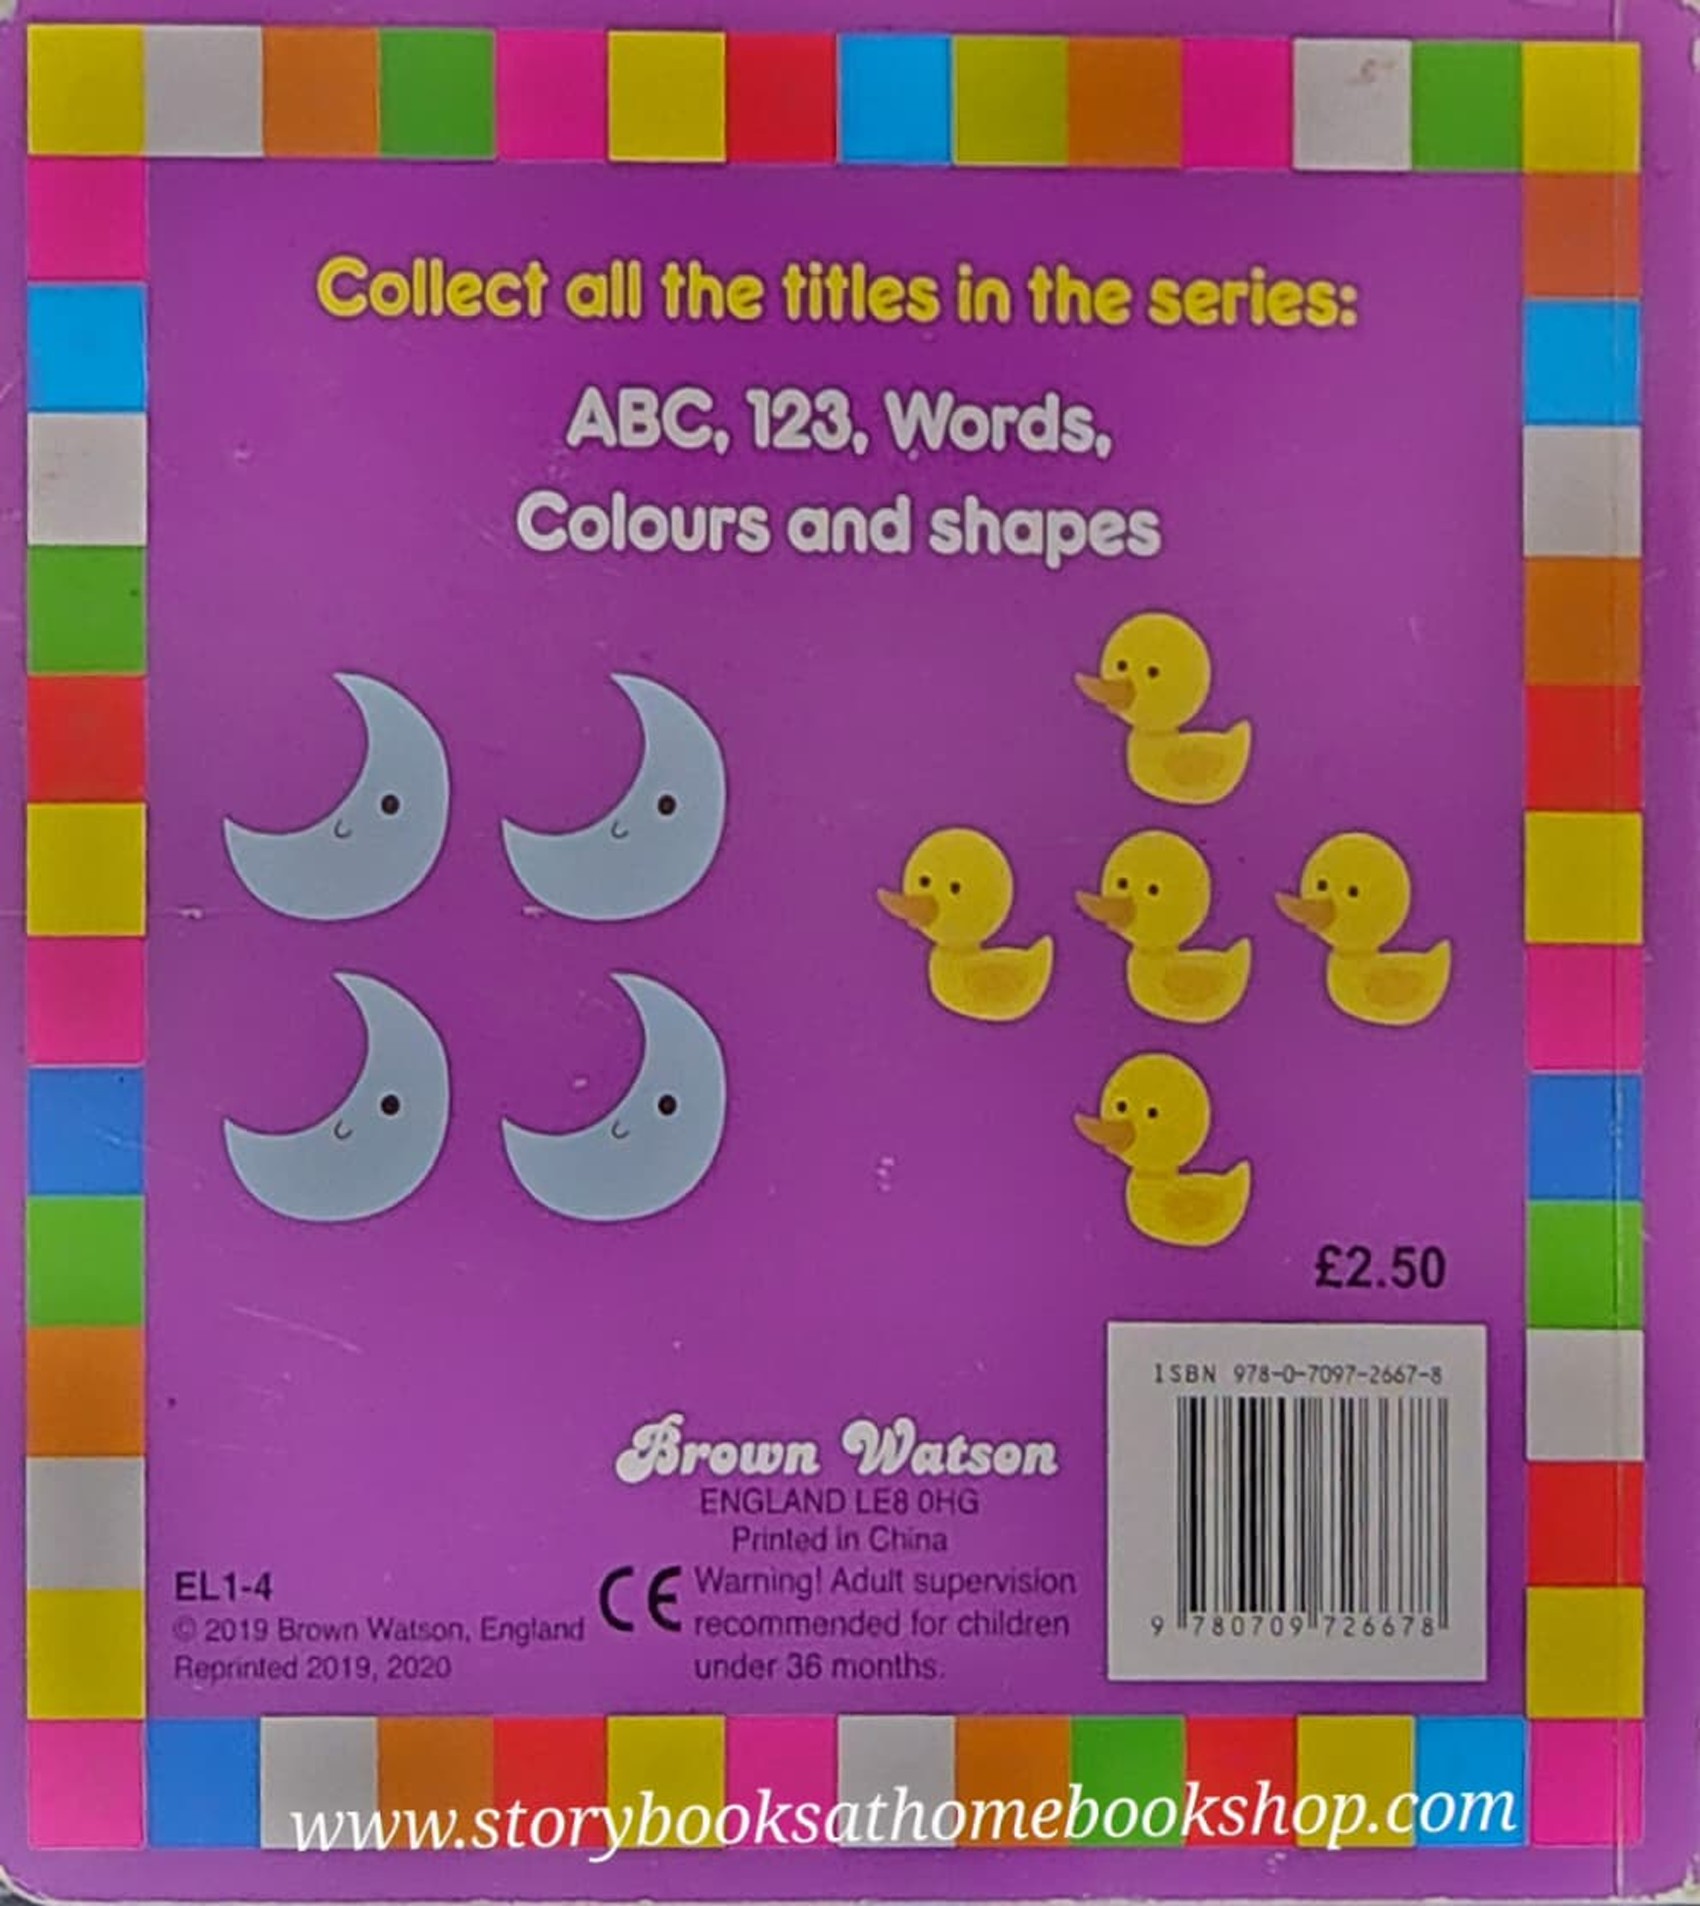 Collect all the titles in the series:
ABC, 123, Words,
Colours and shapes
£2.50
ISBN 978-0-7097-2667-8
9 780709 726678
Brown Watson
ENGLAND LE8 0HG
Printed in China
CE Warning! Adult supervision
recommended for children
under 36 months.
EL1-4
© 2019 Brown Watson, England
Reprinted 2019, 2020
www.storybooksathomebookshop.com